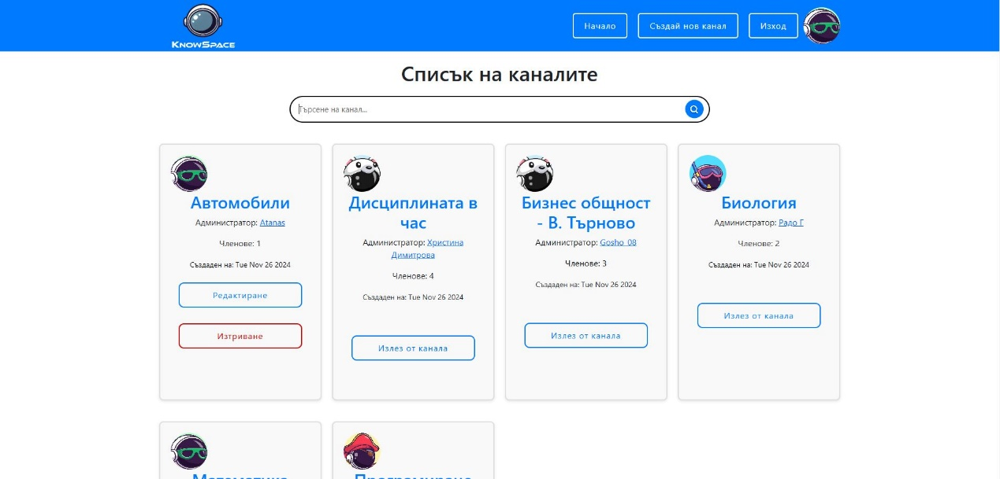 KNOWSPACE
Начало
Създай нов канал
Изход
Списък на каналите
Търсене на канал...
Автомобили
Администратор: Atanas
Членове: 1
Създаден на: Tue Nov 26 2024
Редактиране
Изтриване
Дисциплината в
час
Администратор: Христина
Димитрова
Членове: 4
Създаден на: Tue Nov 26 2024
Излез от канала
Бизнес общност
- В. Търново
Администратор: Gosho_08
Членове: 3
Създаден на: Tue Nov 26 2024
Излез от канала
Биология
Администратор: Радо Г
Членове: 2
Създаден на: Tue Nov 26 2024
Излез от канала
Математика
Програмиране